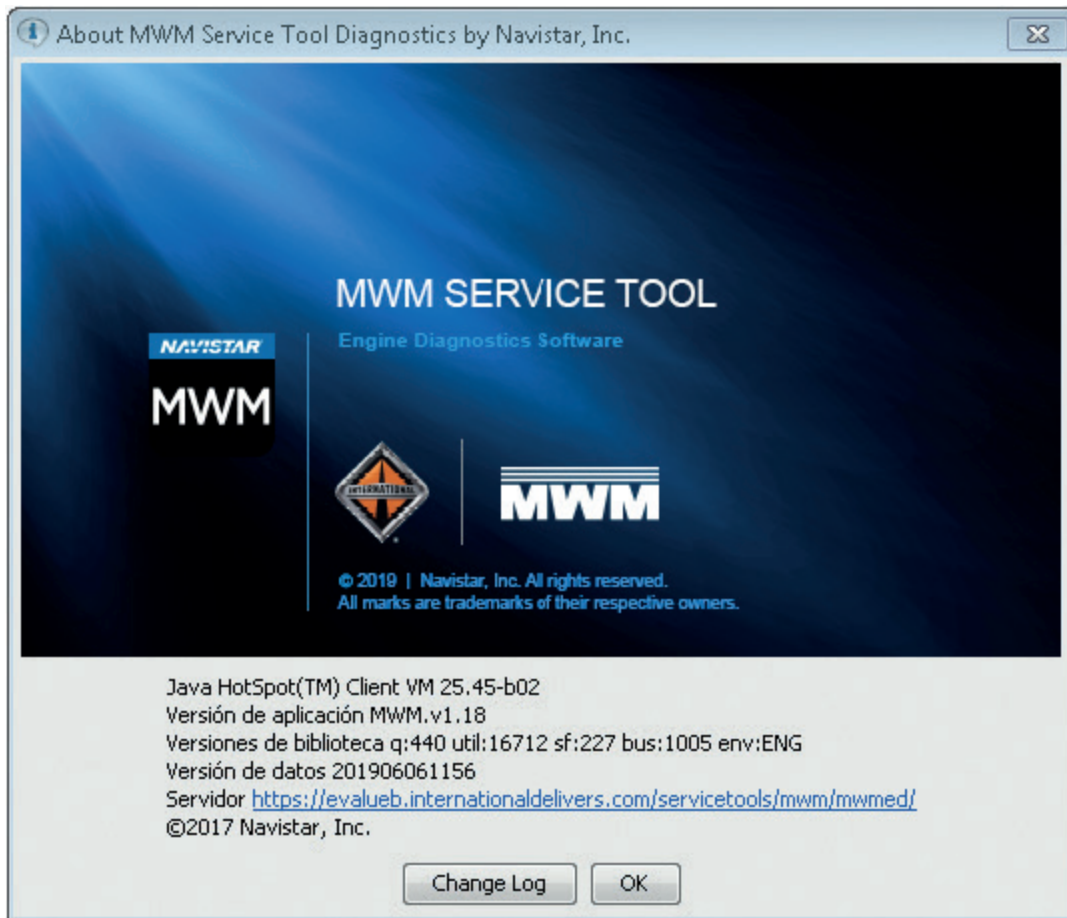 About MWM Service Tool Diagnostics by Navistar, Inc.
MWM SERVICE TOOL
Engine Diagnostics Software
NAVISTAR
MWM
INTERNATIONAL
MWM
© 2019 | Navistar, Inc. All rights reserved.
All marks are trademarks of their respective owners.
Java HotSpot(TM) Client VM 25.45-b02
Versión de aplicación MWM.v1.18
Versiones de biblioteca q:440 util:16712 sf:227 bus:1005 env:ENG
Versión de datos 201906061156
Servidor https://evalueb.internationaldelivers.com/servicetools/mwm/mwmed/
©2017 Navistar, Inc.
Change Log
OK